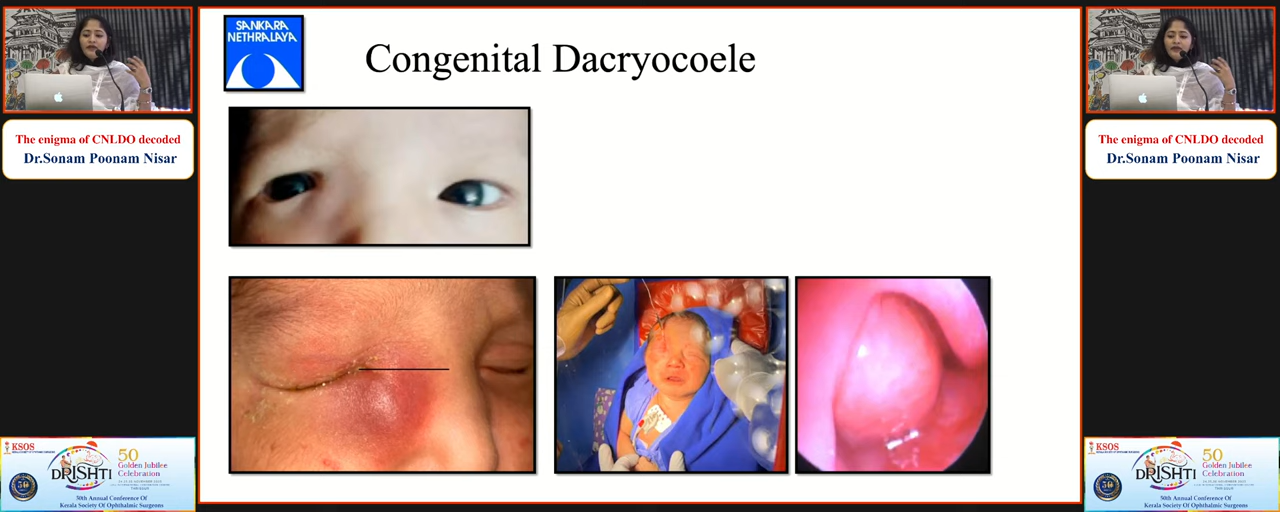 The enigma of CNLDO decoded
Dr.Sonam Poonam Nisar
KSOS
DRISHTI
50
Golden Jubilee
Celebration
50th Annual Conference Of
Kerala Society Of Ophthalmic Surgeons
SANKARA
NETHRALAYA
Congenital Dacryocoele
The enigma of CNLDO decoded
Dr.Sonam Poonam Nisar
KSOS
DRISHTI
50
Golden Jubilee
Celebration
50th Annual Conference Of
Kerala Society Of Ophthalmic Surgeons